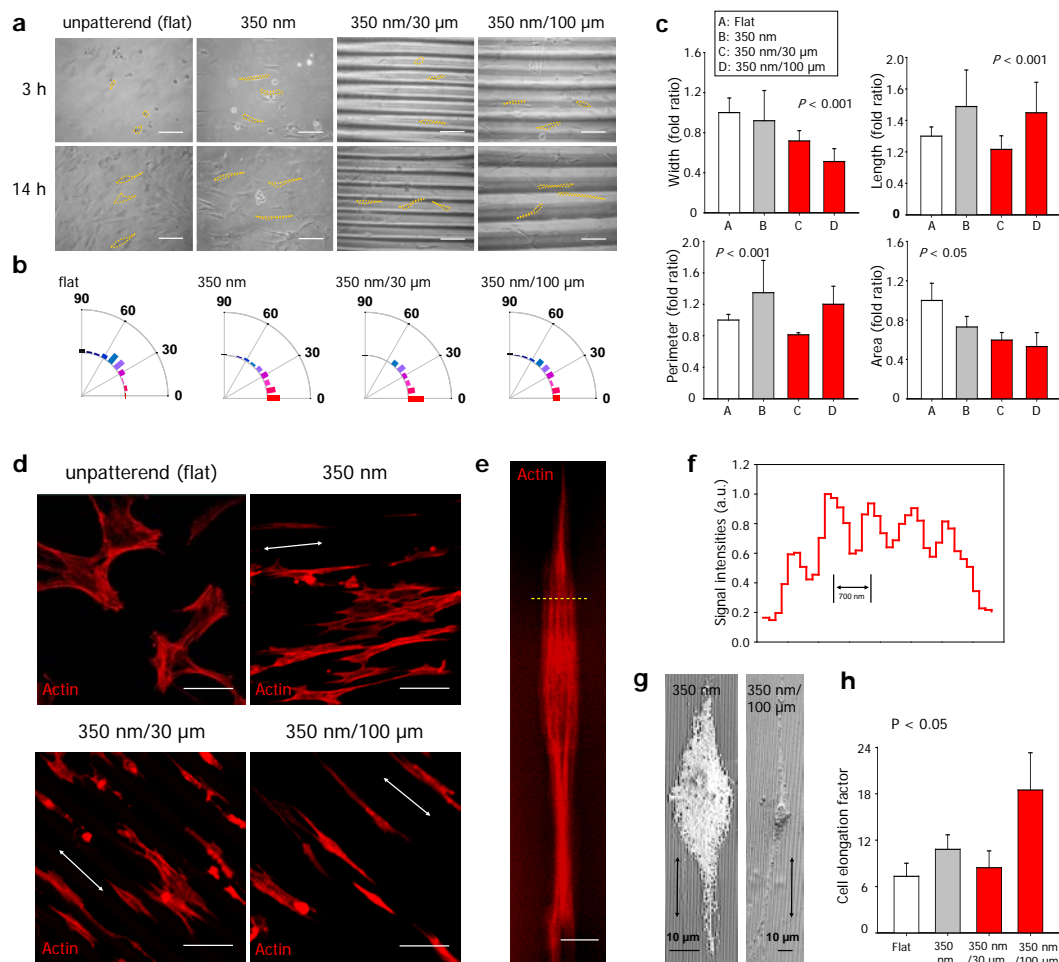 a
unpatterend (flat)
350 nm
350 nm/30 µm
350 nm/100 µm
3 h
14 h
b
flat
90
60
30
0
350 nm
90
60
30
0
350 nm/30 µm
90
60
30
0
350 nm/100 µm
90
60
30
0
c
A: Flat
B: 350 nm
C: 350 nm/30 µm
D: 350 nm/100 µm
Width (fold ratio)
1.6
1.2
0.8
0.4
0
P < 0.001
A B C D
Length (fold ratio)
2.0
1.6
1.2
1.4
0
P < 0.001
A B C D
Perimeter (fold ratio)
2.0
1.6
1.2
0.8
0.4
0
P < 0.001
A B C D
Area (fold ratio)
1.6
1.2
0.8
0.4
0
P < 0.05
A B C D
d
unpatterend (flat)
350 nm
Actin
Actin
350 nm/30 µm
350 nm/100 µm
Actin
Actin
e
Actin
f
Signal intensities (a.u.)
1.2
1.0
0.8
0.6
0.4
0.2
0.0
700 nm
g
350 nm
10 µm
350 nm/
100 µm
10 µm
h
P < 0.05
Cell elongation factor
24
18
12
6
0
Flat
350
nm
350 nm
/30 µm
350 nm
/100 µm